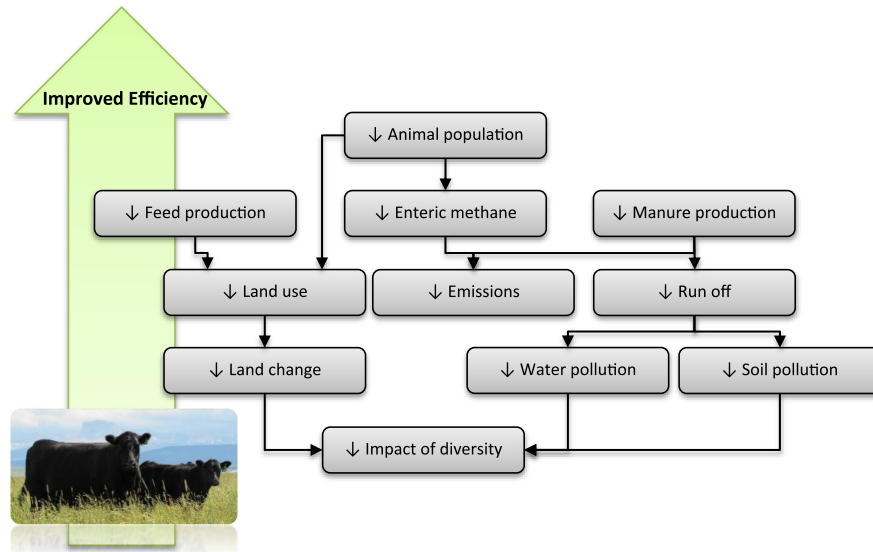 Improved Efficiency
↓ Animal population
↓ Feed production
↓ Enteric methane
↓ Manure production
↓ Land use
↓ Emissions
↓ Run off
↓ Land change
↓ Water pollution
↓ Soil pollution
↓ Impact of diversity